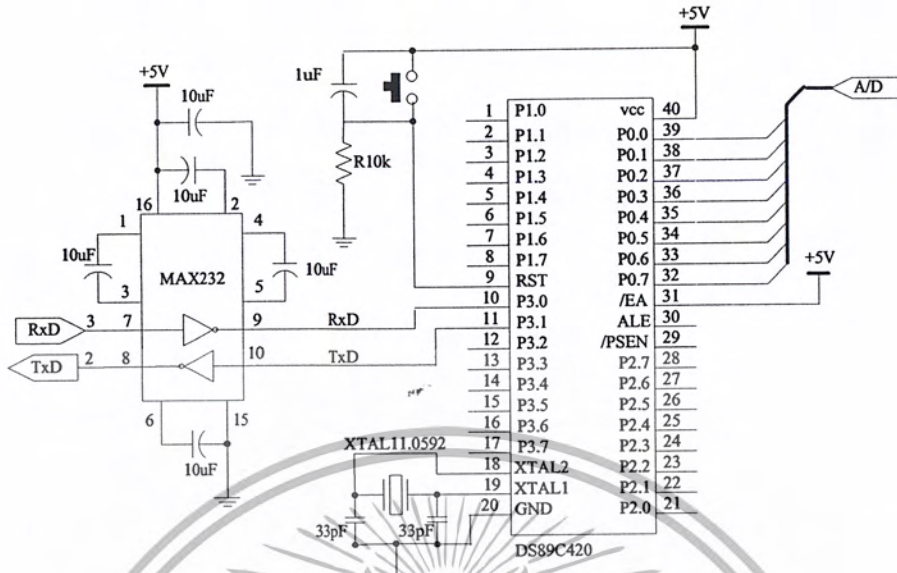 +5V
+5V
10uF
1uF
A/D
10uF
R10k
16
2
1
4
10uF
MAX232
10uF
3
5
RxD
3
7
9
RxD
TxD
2
8
10
TxD
6
15
10uF
1 P1.0
2 P1.1
3 P1.2
4 P1.3
5 P1.4
6 P1.5
7 P1.6
8 P1.7
9 RST
10 P3.0
11 P3.1
12 P3.2
13 P3.3
14 P3.4
15 P3.5
16 P3.6
17 P3.7
18 XTAL2
19 XTAL1
20 GND
vcc 40
P0.0 39
P0.1 38
P0.2 37
P0.3 36
P0.4 35
P0.5 34
P0.6 33
P0.7 32
/EA 31
ALE 30
/PSEN 29
P2.7 28
P2.6 27
P2.5 26
P2.4 25
P2.3 24
P2.2 23
P2.1 22
P2.0 21
+5V
XTAL11.0592
33pF
33pF
DS89C420